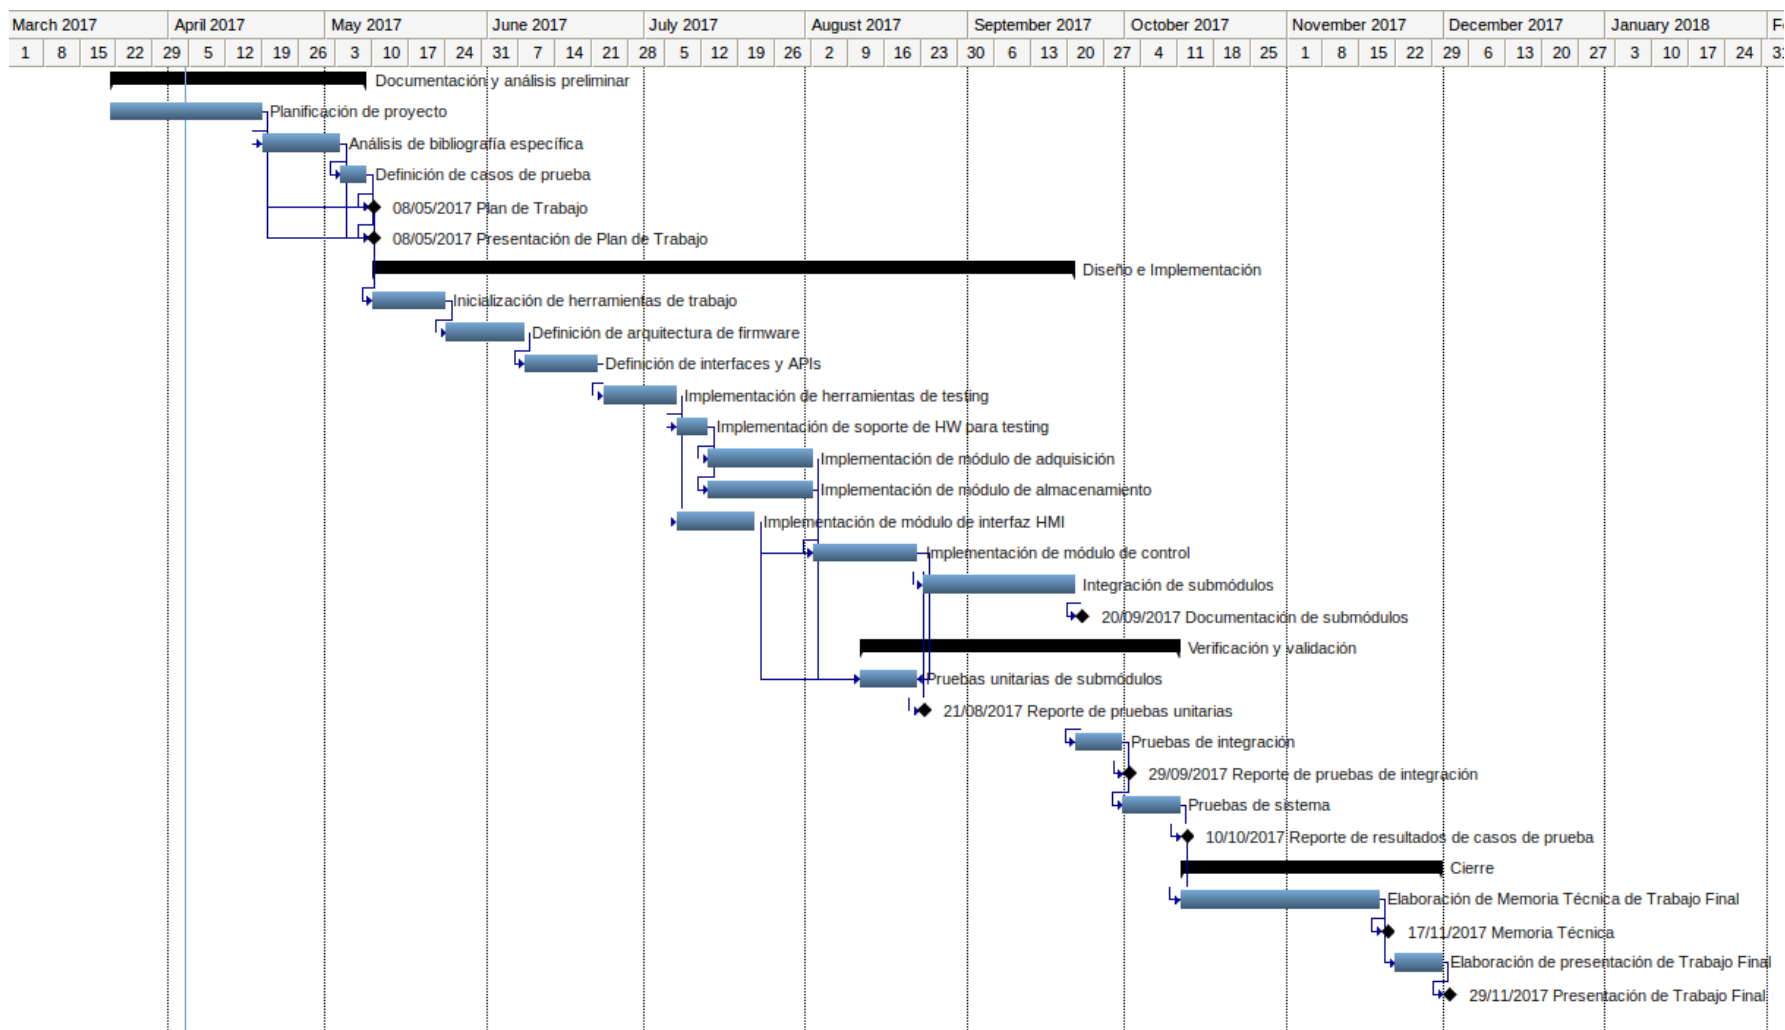 March 2017 April 2017 May 2017 June 2017 July 2017 August 2017 September 2017 October 2017 November 2017 December 2017 January 2018 Fe
1 8 15 22 29 5 12 19 26 3 10 17 24 31 7 14 21 28 5 12 19 26 2 9 16 23 30 6 13 20 27 4 11 18 25 1 8 15 22 29 6 13 20 27 3 10 17 24 31
Documentación y análisis preliminar
Planificación de proyecto
Análisis de bibliografía específica
Definición de casos de prueba
08/05/2017 Plan de Trabajo
08/05/2017 Presentación de Plan de Trabajo
Diseño e Implementación
Inicialización de herramientas de trabajo
Definición de arquitectura de firmware
Definición de interfaces y APIs
Implementación de herramientas de testing
Implementación de soporte de HW para testing
Implementación de módulo de adquisición
Implementación de módulo de almacenamiento
Implementación de módulo de interfaz HMI
Implementación de módulo de control
Integración de submódulos
20/09/2017 Documentación de submódulos
Verificación y validación
Pruebas unitarias de submódulos
21/08/2017 Reporte de pruebas unitarias
Pruebas de integración
29/09/2017 Reporte de pruebas de integración
Pruebas de sistema
10/10/2017 Reporte de resultados de casos de prueba
Cierre
Elaboración de Memoria Técnica de Trabajo Final
17/11/2017 Memoria Técnica
Elaboración de presentación de Trabajo Final
29/11/2017 Presentación de Trabajo Final